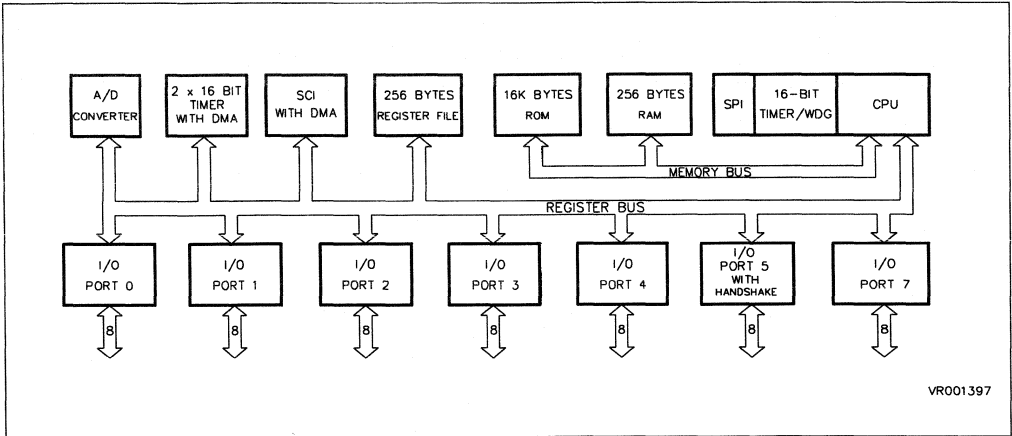 A/D
CONVERTER
2 x 16 BIT
TIMER
WITH DMA
SCI
WITH DMA
256 BYTES
REGISTER FILE
16K BYTES
ROM
256 BYTES
RAM
SPI
16-BIT
TIMER/WDG
CPU
MEMORY BUS
REGISTER BUS
I/O
PORT 0
I/O
PORT 1
I/O
PORT 2
I/O
PORT 3
I/O
PORT 4
I/O
PORT 5
WITH
HANDSHAKE
I/O
PORT 7
8
8
8
8
8
8
8
VR001397